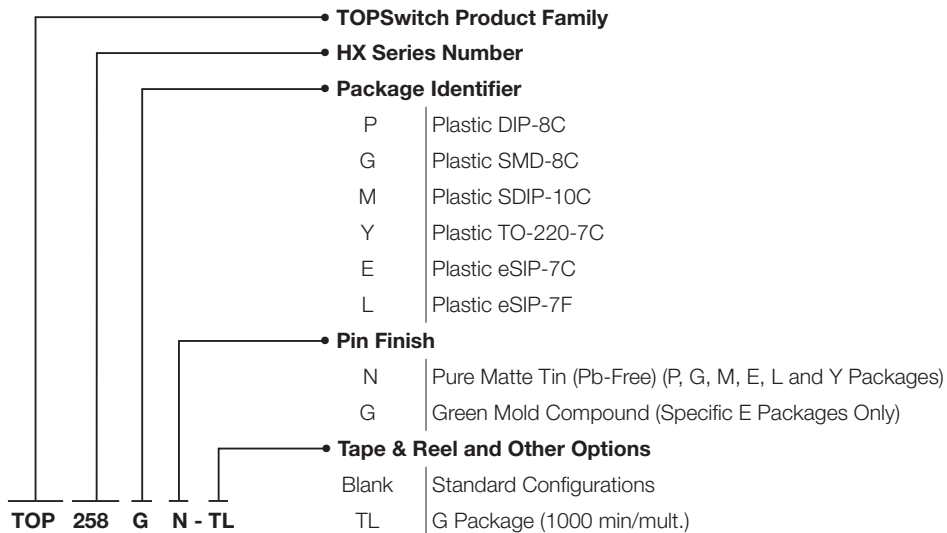 TOPSwitch Product Family
HX Series Number
Package Identifier
P Plastic DIP-8C
G Plastic SMD-8C
M Plastic SDIP-10C
Y Plastic TO-220-7C
E Plastic eSIP-7C
L Plastic eSIP-7F
Pin Finish
N Pure Matte Tin (Pb-Free) (P, G, M, E, L and Y Packages)
G Green Mold Compound (Specific E Packages Only)
Tape & Reel and Other Options
Blank Standard Configurations
TL G Package (1000 min/mult.)
TOP 258 G N - TL